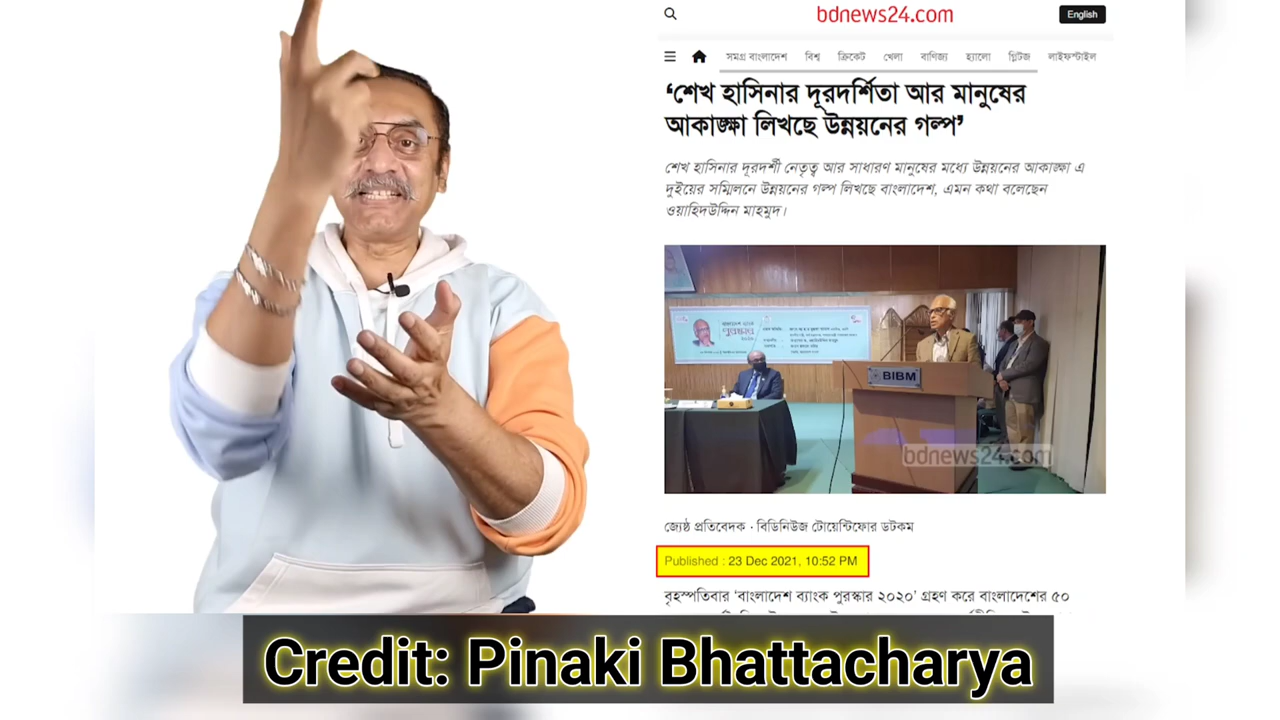 bdnews24.com
English
সমগ্র বাংলাদেশ বিশ্ব ক্রিকেট খেলা বাণিজ্য হ্যালো গ্লিটজ লাইফস্টাইল
‘শেখ হাসিনার দূরদর্শিতা আর মানুষের
আকাঙ্ক্ষা লিখছে উন্নয়নের গল্প’
শেখ হাসিনার দূরদর্শী নেতৃত্ব আর সাধারণ মানুষের মধ্যে উন্নয়নের আকাঙ্ক্ষা এ
দুইয়ের সম্মিলনে উন্নয়নের গল্প লিখছে বাংলাদেশ, এমন কথা বলেছেন
ওয়াহিদউদ্দিন মাহমুদ।
BIBM
bdnews24.com
জ্যেষ্ঠ প্রতিবেদক · বিডিনিউজ টোয়েন্টিফোর ডটকম
Published : 23 Dec 2021, 10:52 PM
বৃহস্পতিবার ‘বাংলাদেশ ব্যাংক পুরস্কার ২০২০’ গ্রহণ করে বাংলাদেশের ৫০
Credit: Pinaki Bhattacharya